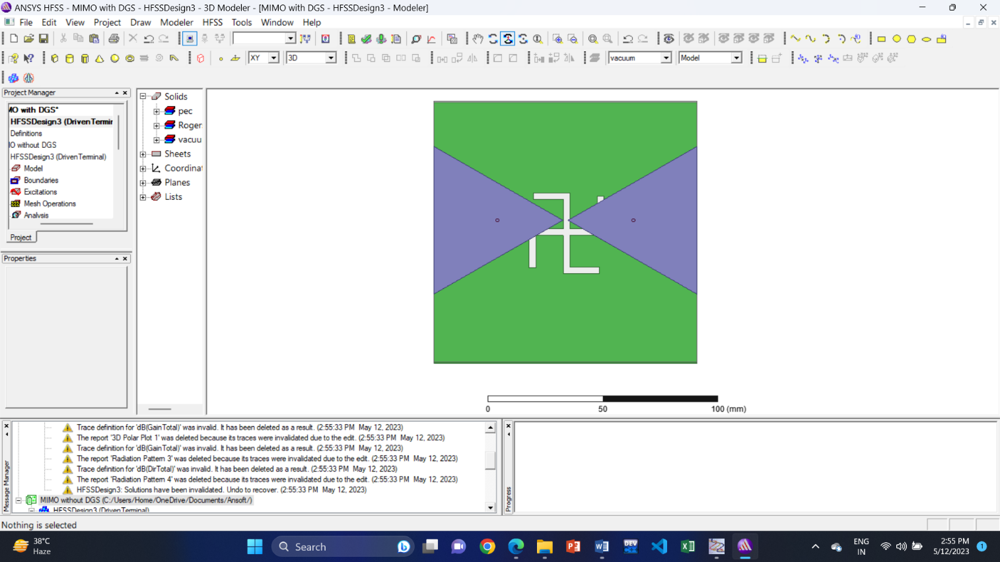 ANSYS HFSS - MIMO with DGS - HFSSDesign3 - 3D Modeler - [MIMO with DGS - HFSSDesign3 - Modeler]
File Edit View Project Draw Modeler HFSS Tools Window Help
XY 3D vacuum Model
Project Manager
MO with DGS*
HFSSDesign3 (DrivenTermir
Definitions
IO without DGS
HFSSDesign3 (DrivenTerminal)
Model
Boundaries
Excitations
Mesh Operations
Analysis
Project
Properties
Solids
pec
Roger
vacuu
Sheets
Coordinat
Planes
Lists
0 50 100 (mm)
Message Manager
Trace definition for 'dB(GainTotal)' was invalid. It has been deleted as a result. (2:55:33 PM May 12, 2023)
The report '3D Polar Plot 1' was deleted because its traces were invalidated due to the edit. (2:55:33 PM May 12, 2023)
Trace definition for 'dB(GainTotal)' was invalid. It has been deleted as a result. (2:55:33 PM May 12, 2023)
The report 'Radiation Pattern 3' was deleted because its traces were invalidated due to the edit. (2:55:33 PM May 12, 2023)
Trace definition for 'dB(DirTotal)' was invalid. It has been deleted as a result. (2:55:33 PM May 12, 2023)
The report 'Radiation Pattern 4' was deleted because its traces were invalidated due to the edit. (2:55:33 PM May 12, 2023)
HFSSDesign3: Solutions have been invalidated. Undo to recover. (2:55:33 PM May 12, 2023)
MIMO without DGS (C:/Users/Home/OneDrive/Documents/Ansoft/)
HFSSDesign3 (DrivenTerminal)
Progress
Nothing is selected
38°C
Haze
Search
DEV
ENG
IN
2:55 PM
5/12/2023
1